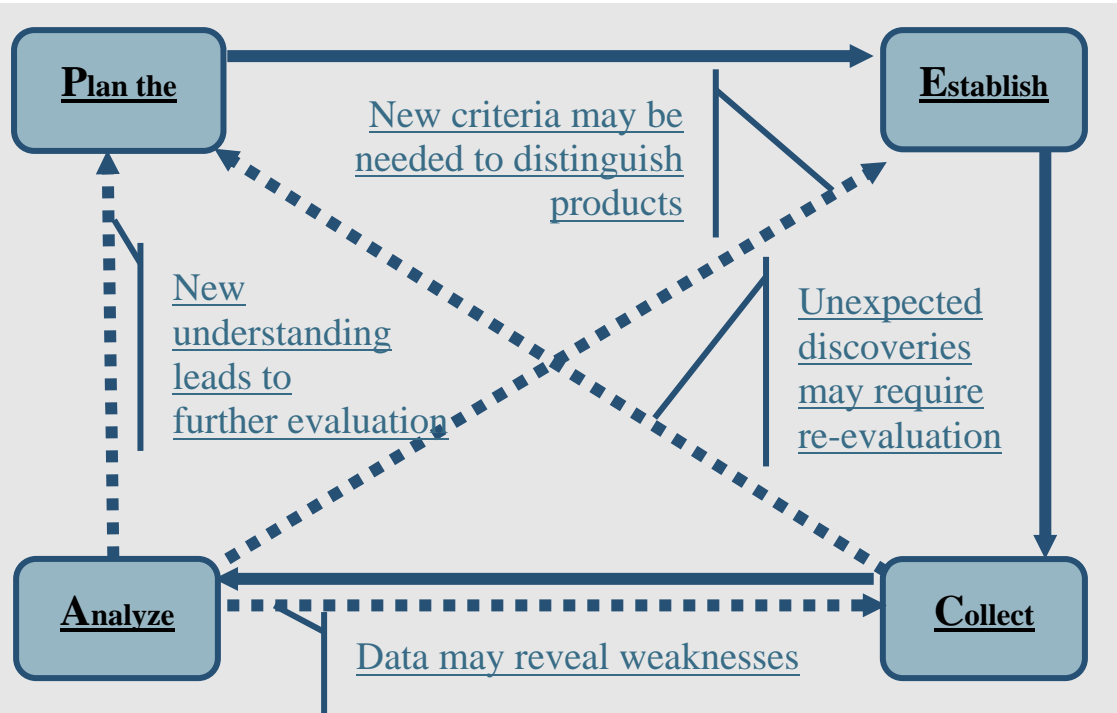 Plan the
Establish
New criteria may be
needed to distinguish
products
New
understanding
leads to
further evaluation
Unexpected
discoveries
may require
re-evaluation
Analyze
Collect
Data may reveal weaknesses